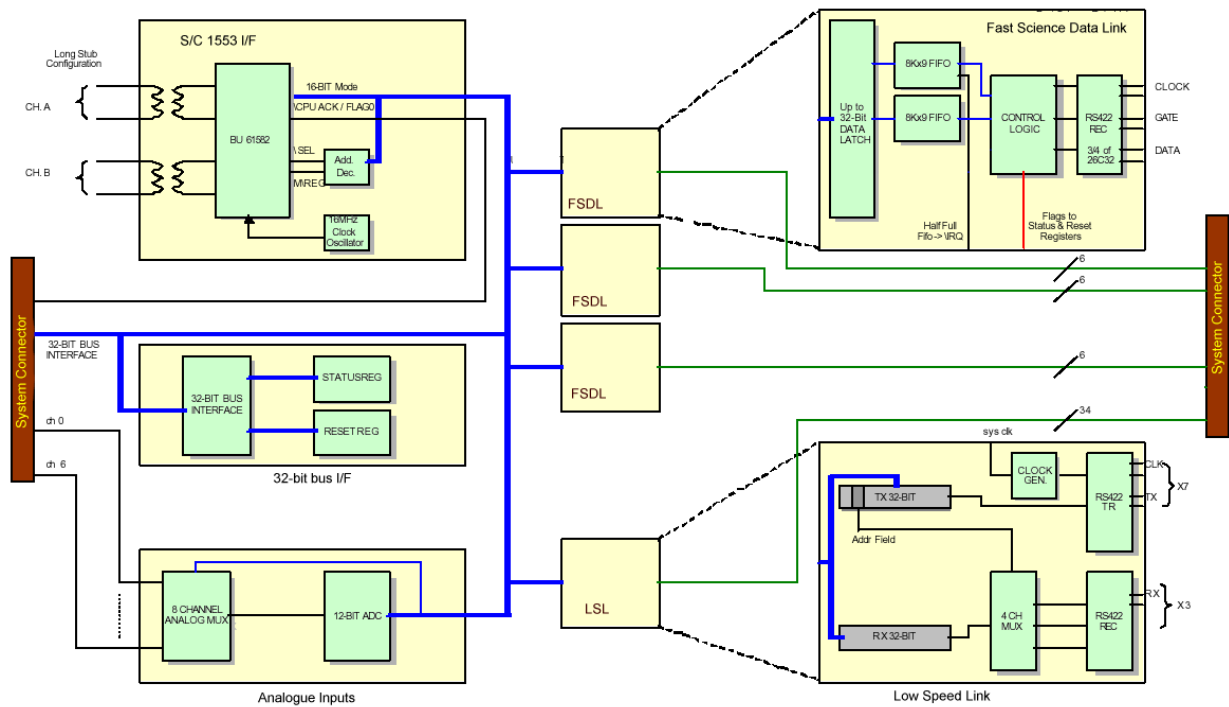 S/C 1553 I/F
Long Stub
Configuration
CH. A
CH. B
BU 61582
16-BIT Mode
\CPU ACK / FLAG0
\ SEL
M\REG
Add.
Dec.
16MHz
Clock
Oscillator
System Connector
32-BIT BUS
INTERFACE
ch 0
ch 6
32-BIT BUS
INTERFACE
STATUSREG
RESET REG
32-bit bus I/F
8 CHANNEL
ANALOG MUX
12-BIT ADC
Analogue Inputs
FSDL
FSDL
FSDL
LSL
Fast Science Data Link
Up to
32-Bit
DATA
LATCH
8Kx9 FIFO
8Kx9 FIFO
CONTROL
LOGIC
RS422
REC
3/4 of
26C32
CLOCK
GATE
DATA
Half Full
Fifo -> \IRQ
Flags to
Status & Reset
Registers
6
6
6
34
System Connector
sys clk
CLOCK
GEN.
RS422
TR
CLK
TX
X7
TX 32-BIT
Addr Field
RX 32-BIT
4 CH
MUX
RS422
REC
RX
X3
Low Speed Link